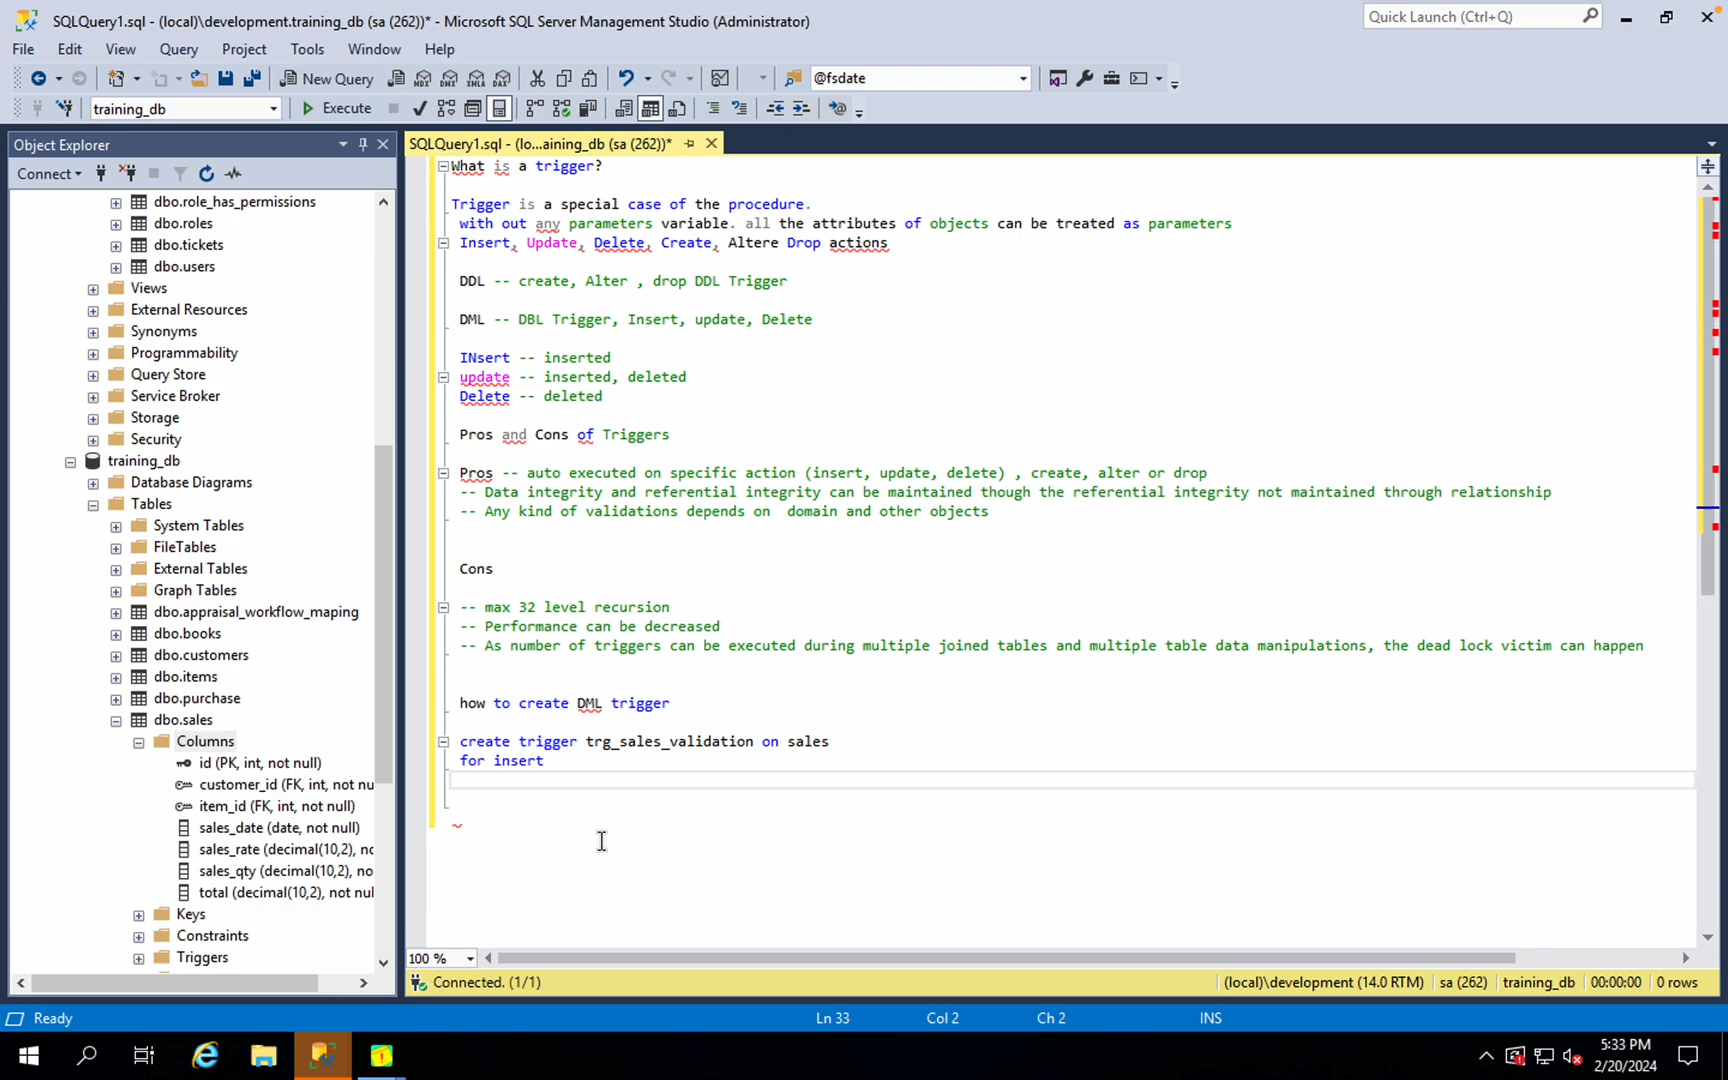 SQLQuery1.sql - (local)\development.training_db (sa (262))* - Microsoft SQL Server Management Studio (Administrator)
Quick Launch (Ctrl+Q)
File Edit View Query Project Tools Window Help
New Query
MDX DMX XMLA DAX
@fsdate
training_db
Execute
Object Explorer
SQLQuery1.sql - (lo...aining_db (sa (262))*
Connect
dbo.role_has_permissions
dbo.roles
dbo.tickets
dbo.users
Views
External Resources
Synonyms
Programmability
Query Store
Service Broker
Storage
Security
training_db
Database Diagrams
Tables
System Tables
FileTables
External Tables
Graph Tables
dbo.appraisal_workflow_maping
dbo.books
dbo.customers
dbo.items
dbo.purchase
dbo.sales
Columns
id (PK, int, not null)
customer_id (FK, int, not nu
item_id (FK, int, not null)
sales_date (date, not null)
sales_rate (decimal(10,2), nc
sales_qty (decimal(10,2), no
total (decimal(10,2), not nul
Keys
Constraints
Triggers
What is a trigger?
Trigger is a special case of the procedure.
with out any parameters variable. all the attributes of objects can be treated as parameters
Insert, Update, Delete, Create, Altere Drop actions
DDL -- create, Alter , drop DDL Trigger
DML -- DBL Trigger, Insert, update, Delete
INsert -- inserted
update -- inserted, deleted
Delete -- deleted
Pros and Cons of Triggers
Pros -- auto executed on specific action (insert, update, delete) , create, alter or drop
-- Data integrity and referential integrity can be maintained though the referential integrity not maintained through relationship
-- Any kind of validations depends on  domain and other objects
Cons
-- max 32 level recursion
-- Performance can be decreased
-- As number of triggers can be executed during multiple joined tables and multiple table data manipulations, the dead lock victim can happen
how to create DML trigger
create trigger trg_sales_validation on sales
for insert
100 %
Connected. (1/1)
(local)\development (14.0 RTM) sa (262) training_db 00:00:00 0 rows
Ready
Ln 33
Col 2
Ch 2
INS
5:33 PM
2/20/2024